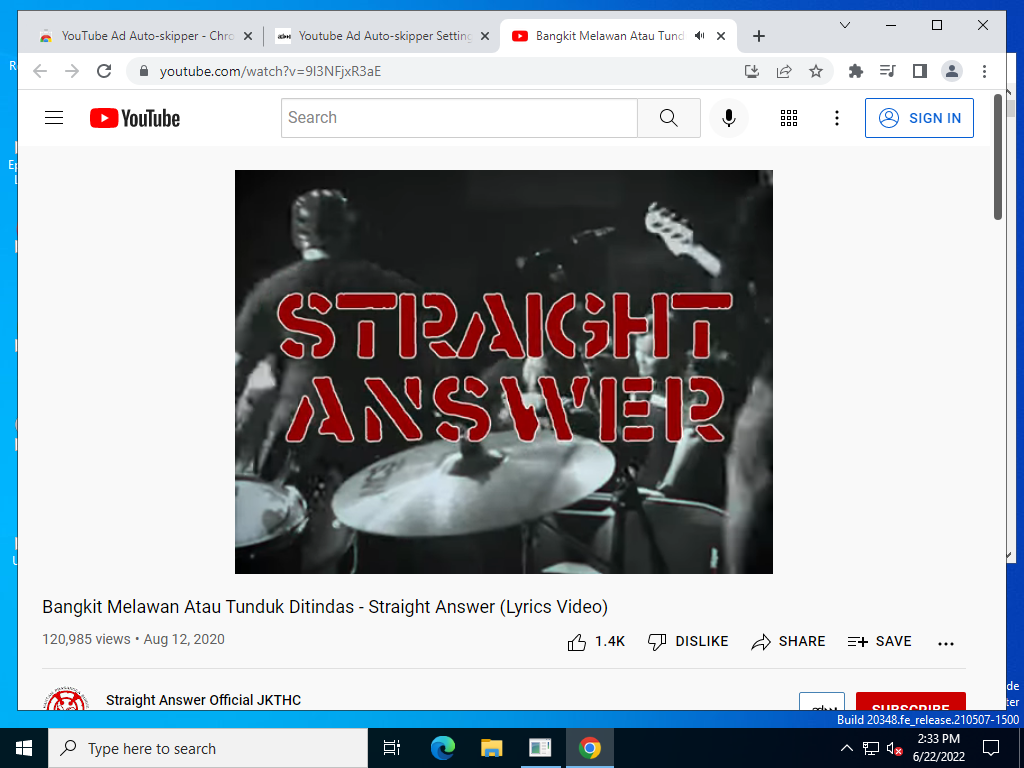 YouTube Ad Auto-skipper - Chro
Youtube Ad Auto-skipper Setting
Bangkit Melawan Atau Tund
youtube.com/watch?v=9I3NFjxR3aE
YouTube
Search
SIGN IN
STRAIGHT
ANSWER
Bangkit Melawan Atau Tunduk Ditindas - Straight Answer (Lyrics Video)
120,985 views • Aug 12, 2020
1.4K
DISLIKE
SHARE
SAVE
Straight Answer Official JKTHC
SUBSCRIBE
Build 20348.fe_release.210507-1500
Type here to search
2:33 PM
6/22/2022